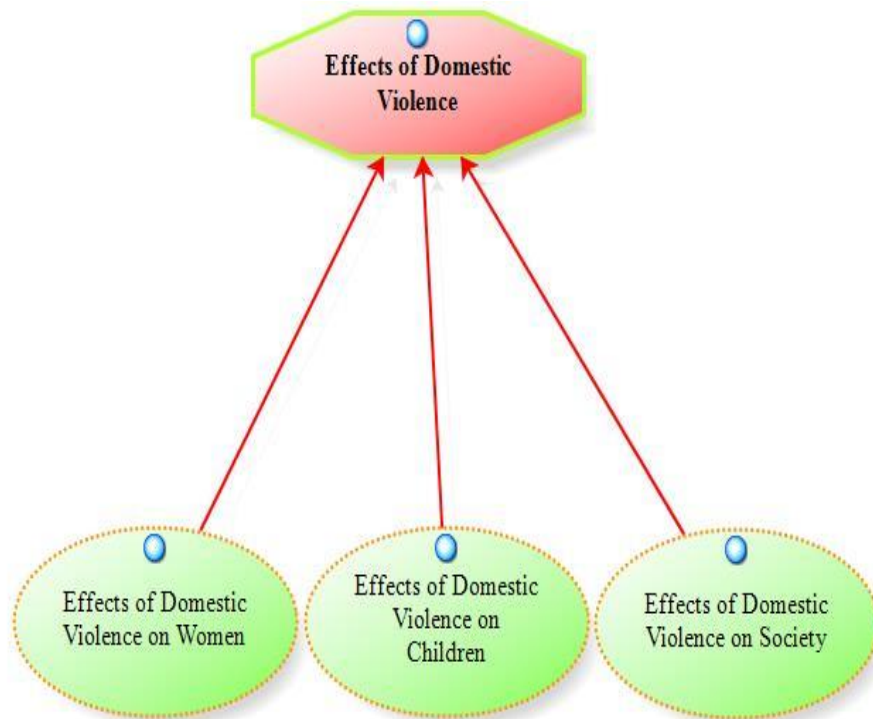 Effects of Domestic
Violence
Effects of Domestic
Violence on Women
Effects of Domestic
Violence on
Children
Effects of Domestic
Violence on Society